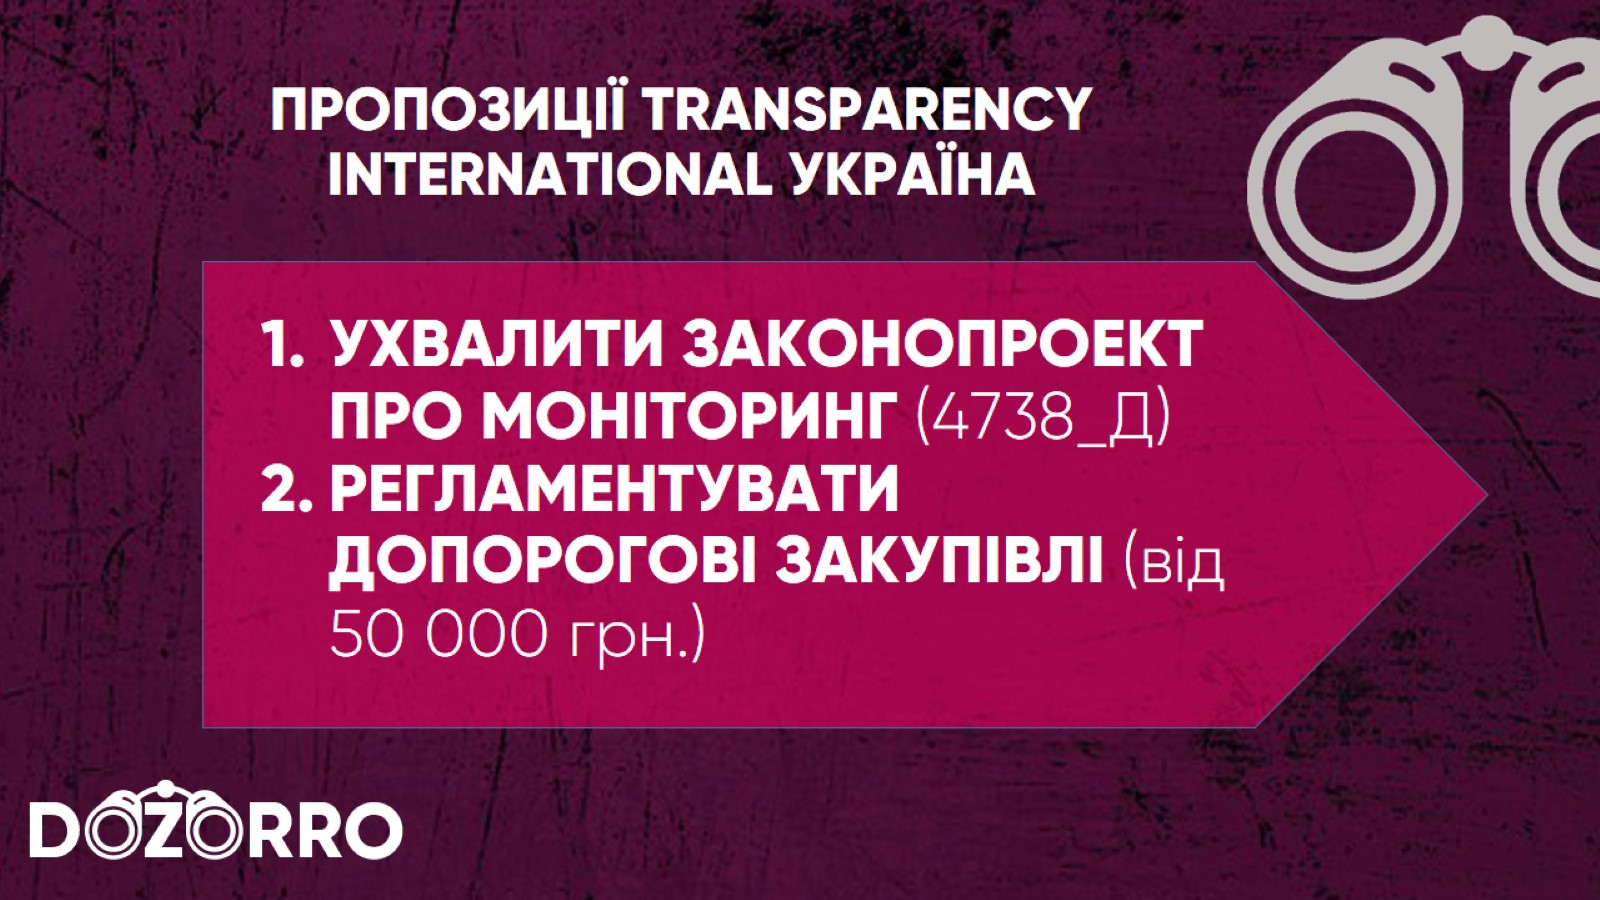 ПРОПОЗИЦІЇ TRANSPARENCY
INTERNATIONAL УКРАЇНА
1. УХВАЛИТИ ЗАКОНОПРОЕКТ
ПРО МОНІТОРИНГ (4738_Д)
2. РЕГЛАМЕНТУВАТИ
ДОПОРОГОВІ ЗАКУПІВЛІ (від
50 000 грн.)
DOZORRO